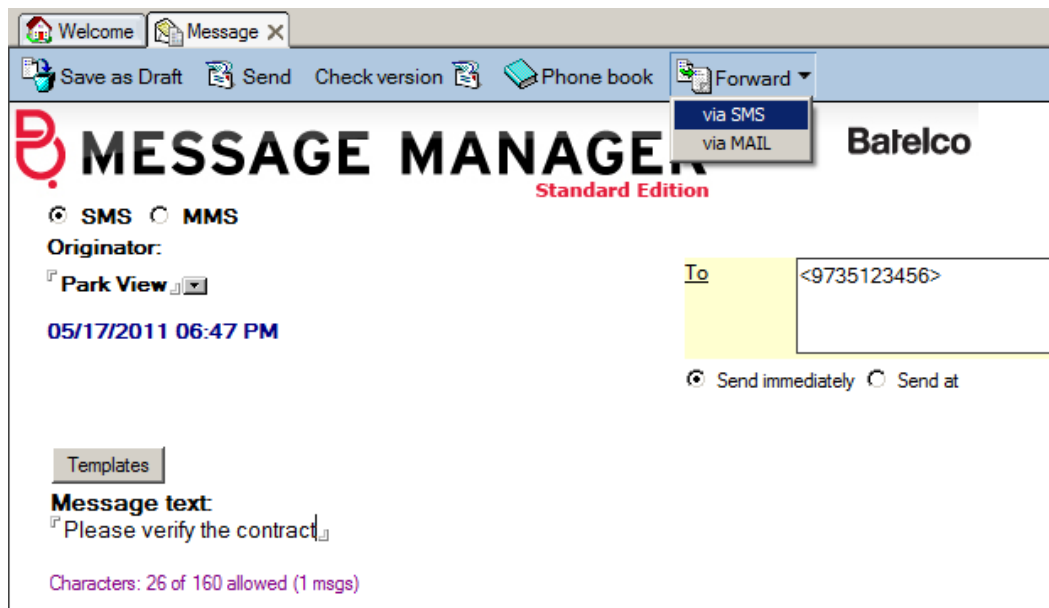 Welcome Message
Save as Draft Send Check version Phone book Forward
via SMS
via MAIL
MESSAGE MANAGER
Batelco
Standard Edition
SMS MMS
Originator:
Park View
To <9735123456>
05/17/2011 06:47 PM
Send immediately Send at
Templates
Message text:
Please verify the contract
Characters: 26 of 160 allowed (1 msgs)